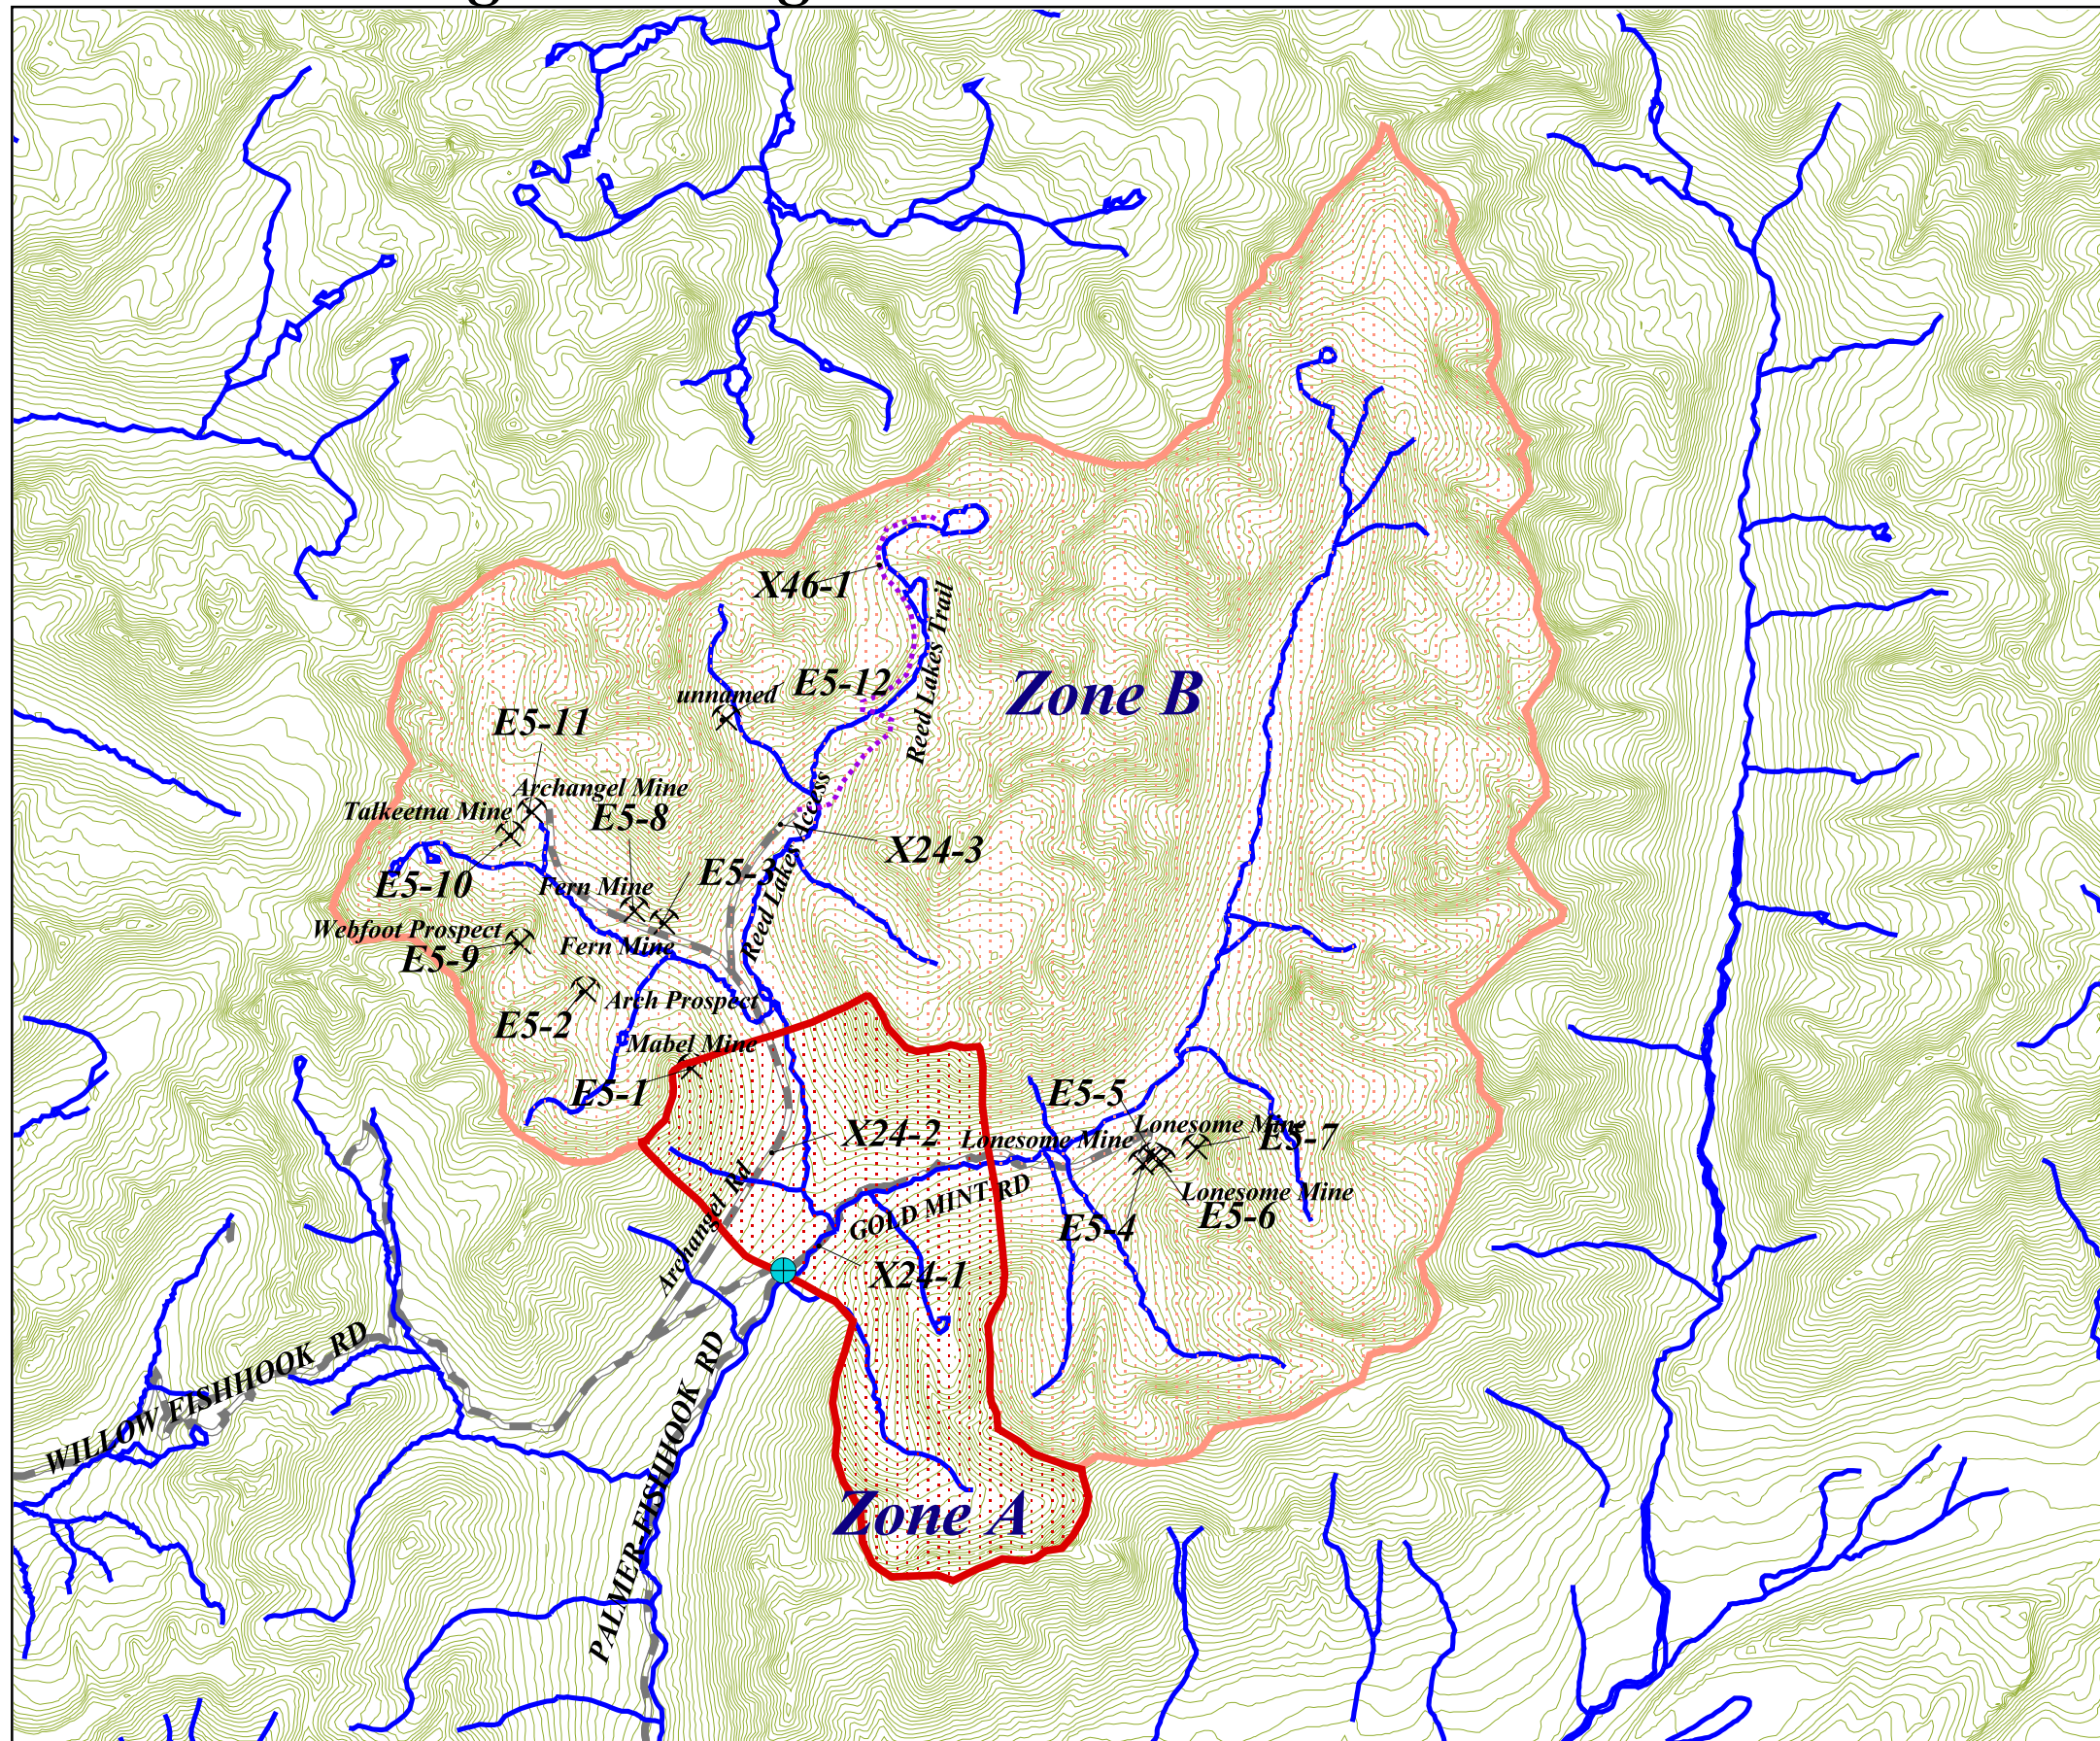 X46-1
Reed Lakes Trail
E5-12
unnamed
Zone B
E5-11
Archangel Mine
Talkeetna Mine
E5-8
Reed Lakes Access
X24-3
E5-3
E5-10
Fern Mine
Webfoot Prospect
Fern Mine
E5-9
Arch Prospect
E5-2
Mabel Mine
E5-1
E5-5
X24-2
Lonesome Mine
Lonesome Mine
E5-7
Archangel Rd
GOLD MINT RD
Lonesome Mine
E5-4
E5-6
X24-1
WILLOW FISHHOOK RD
PALMER-FISHHOOK RD
Zone A